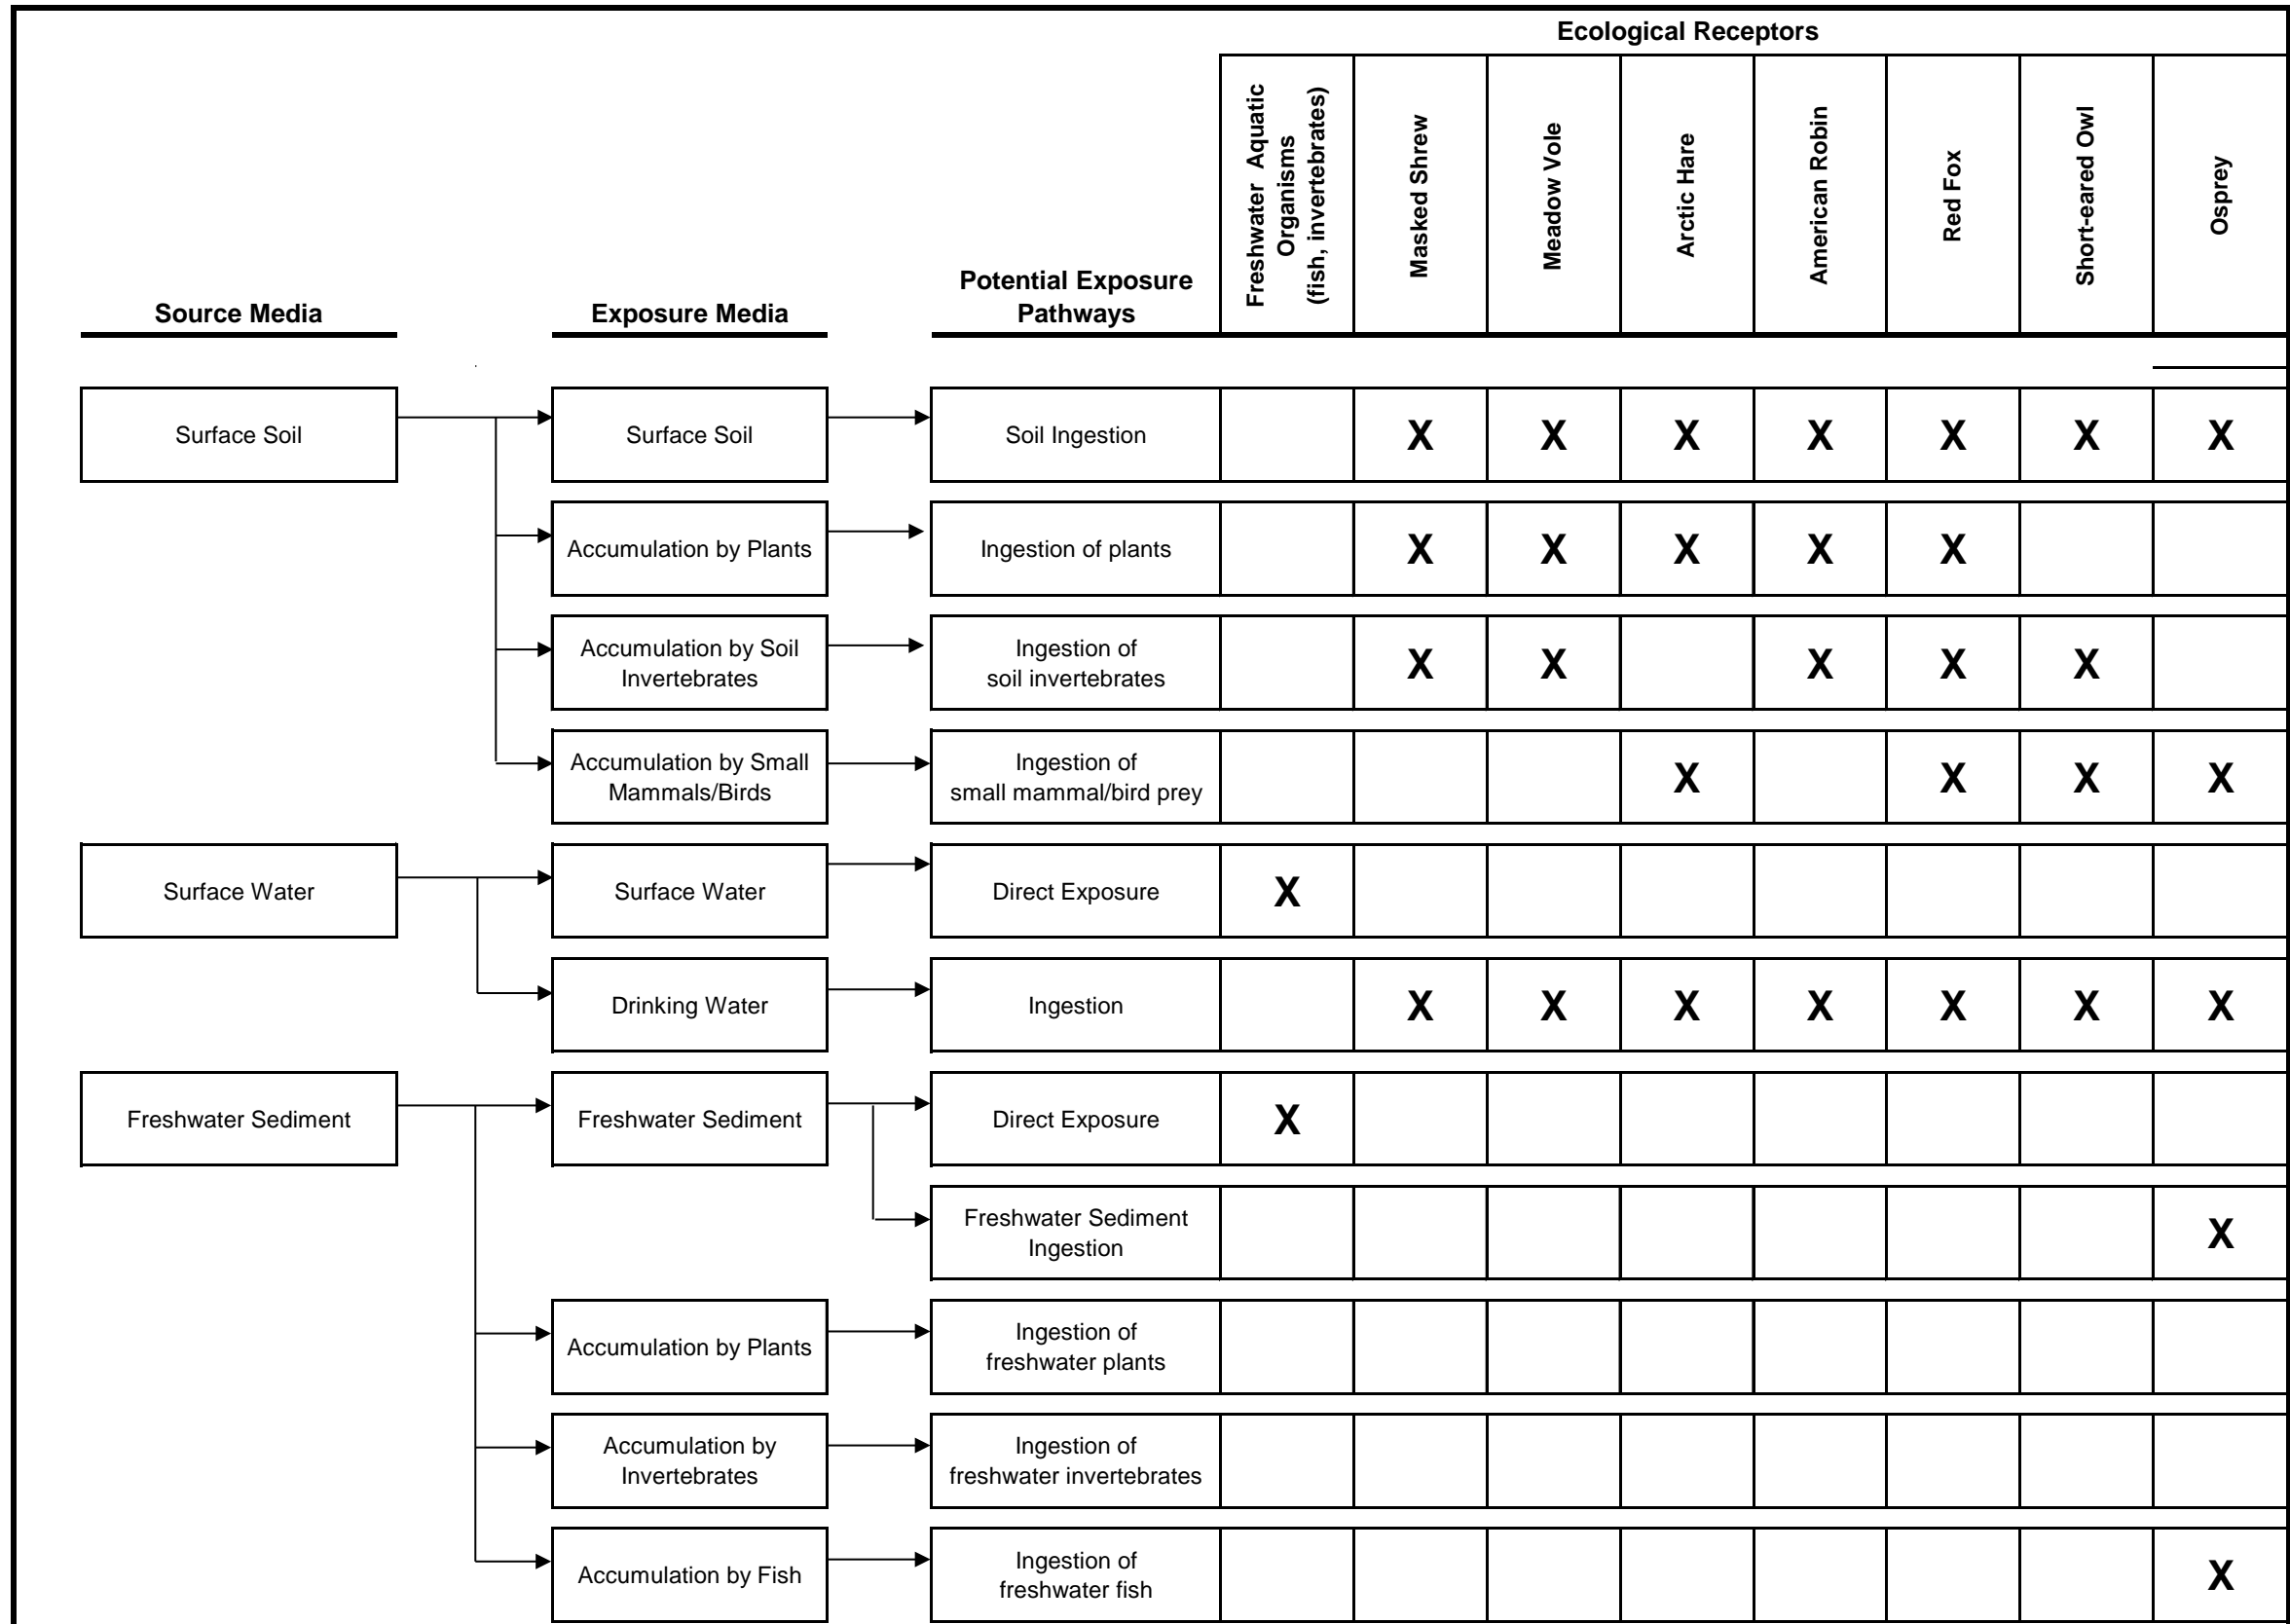 Ecological Receptors
Freshwater Aquatic
Organisms
(fish, invertebrates)
Masked Shrew
Meadow Vole
Arctic Hare
American Robin
Red Fox
Short-eared Owl
Osprey
Source Media
Exposure Media
Potential Exposure
Pathways
Surface Soil
Surface Soil
Soil Ingestion
X X X X X X X
Accumulation by Plants
Ingestion of plants
X X X X X
Accumulation by Soil
Invertebrates
Ingestion of
soil invertebrates
X X X X X
Accumulation by Small
Mammals/Birds
Ingestion of
small mammal/bird prey
X X X X
Surface Water
Surface Water
Direct Exposure
X
Drinking Water
Ingestion
X X X X X X X
Freshwater Sediment
Freshwater Sediment
Direct Exposure
X
Freshwater Sediment
Ingestion
X
Accumulation by Plants
Ingestion of
freshwater plants
Accumulation by
Invertebrates
Ingestion of
freshwater invertebrates
Accumulation by Fish
Ingestion of
freshwater fish
X